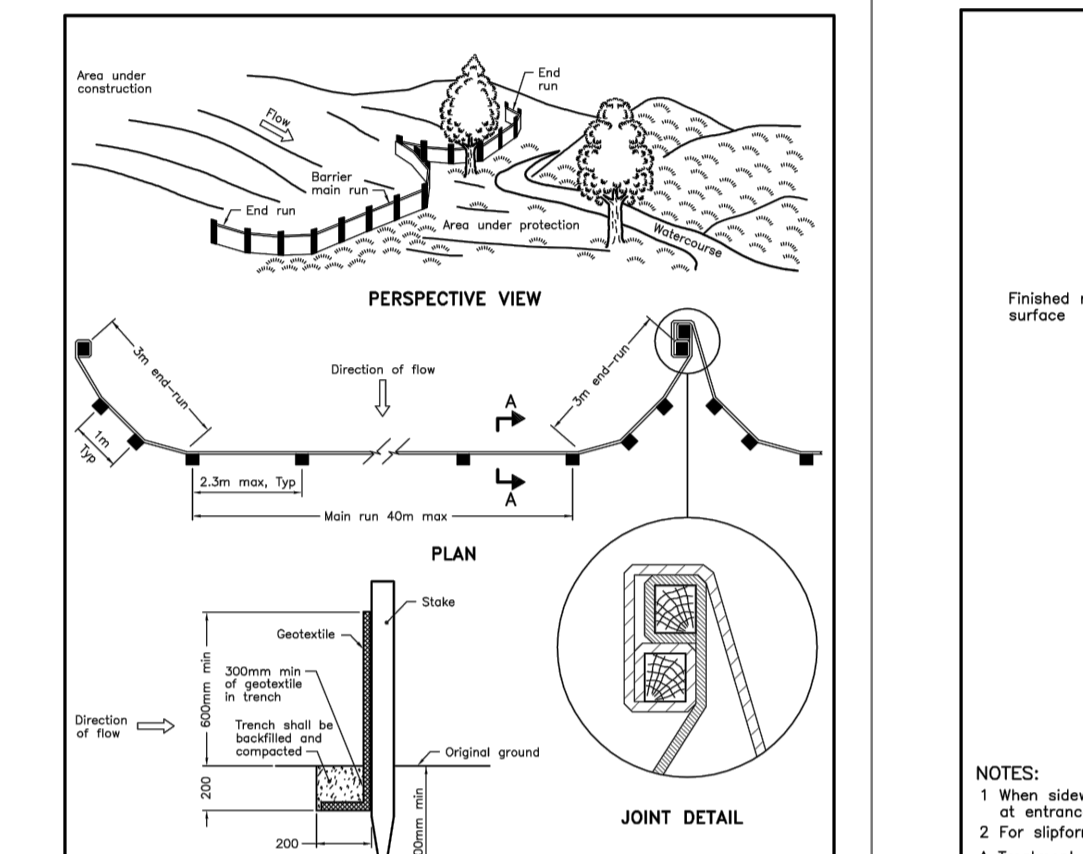 Area under
construction
End
run
Flow
Barrier
main run
End run
Area under protection
Watercourse
PERSPECTIVE VIEW
3m end-run
Direction of flow
3m end-run
1m
Typ
A
2.3m max, Typ
A
Main run 40m max
PLAN
Stake
Geotextile
600mm min
300mm min
of geotextile
in trench
Direction
of flow
Trench shall be
backfilled and
compacted
Original ground
200
200
min
JOINT DETAIL
Finished
surface
NOTES:
1 When
at
2 For